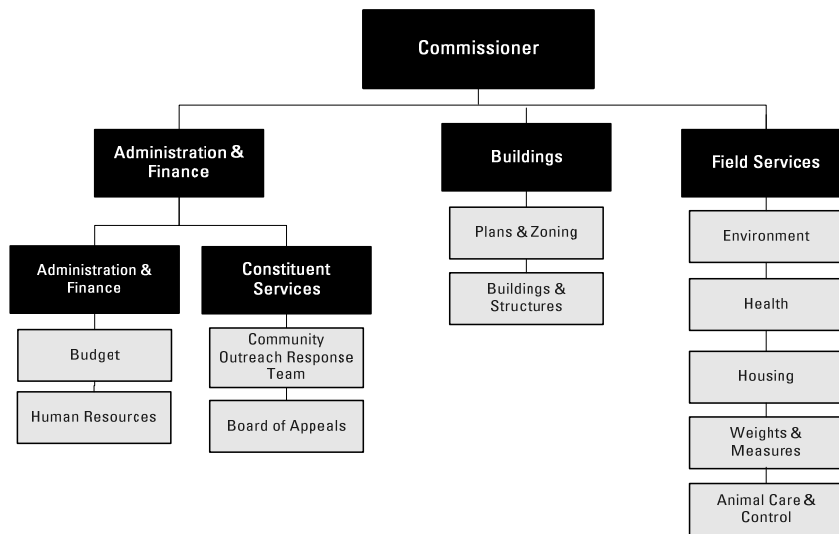 Commissioner
Administration &
Finance
Buildings
Field Services
Administration &
Finance
Constituent
Services
Plans & Zoning
Environment
Buildings &
Structures
Health
Budget
Community
Outreach Response
Team
Housing
Human Resources
Board of Appeals
Weights &
Measures
Animal Care &
Control